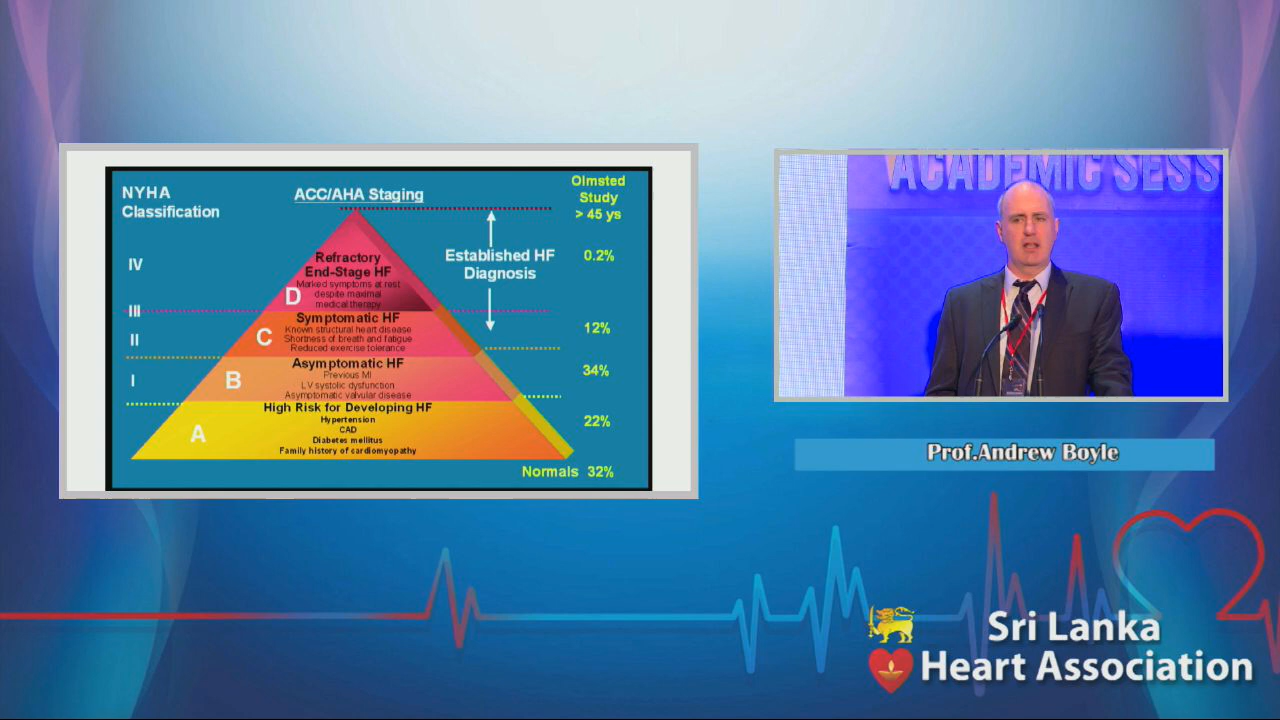 NYHA
Classification
ACC/AHA Staging
Olmsted
Study
> 45 ys
IV
III
II
I
Refractory
End-Stage HF
Marked symptoms at rest
despite maximal
medical therapy
D
Symptomatic HF
Known structural heart disease
Shortness of breath and fatigue
Reduced exercise tolerance
C
Asymptomatic HF
Previous MI
LV systolic dysfunction
Asymptomatic valvular disease
B
High Risk for Developing HF
Hypertension
CAD
Diabetes mellitus
Family history of cardiomyopathy
A
Established HF
Diagnosis
0.2%
12%
34%
22%
Normals 32%
ACADEMIC SESS
Prof.Andrew Boyle
Sri Lanka
Heart Association